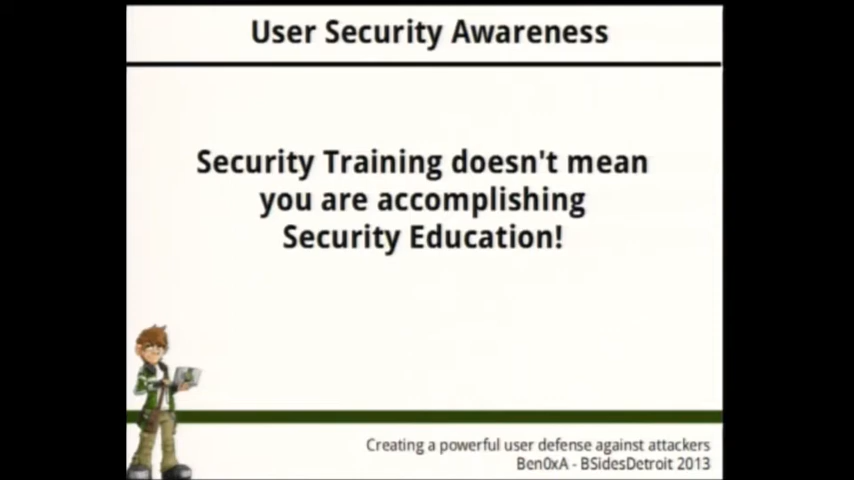 User Security Awareness
Security Training doesn't mean
you are accomplishing
Security Education!
Creating a powerful user defense against attackers
Ben0xA - BSidesDetroit 2013